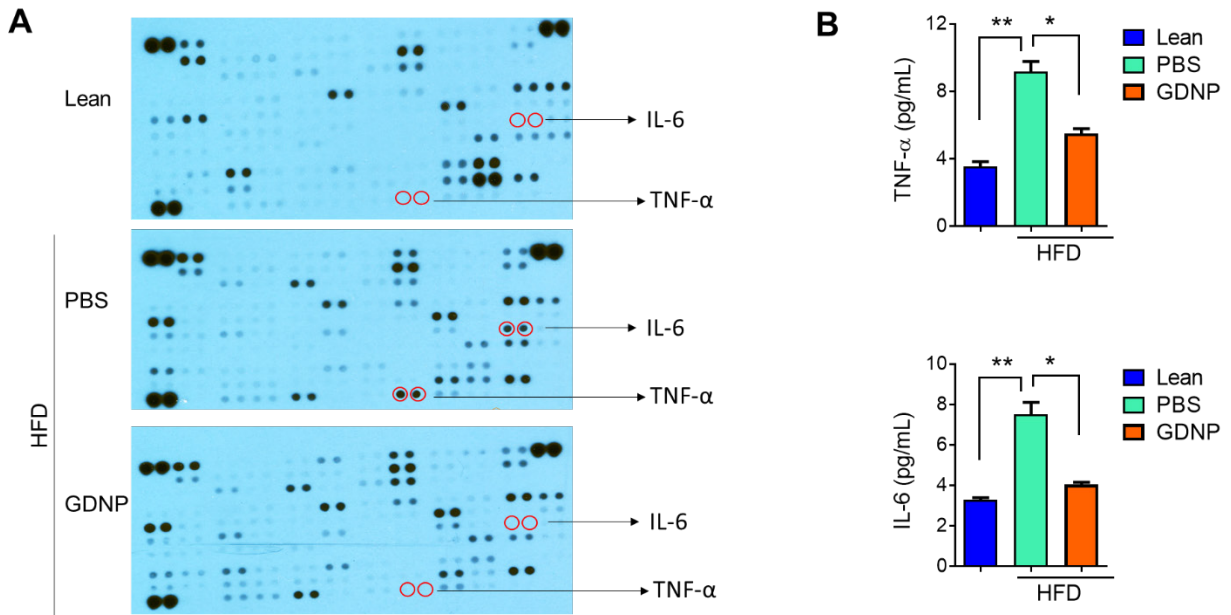 A
Lean
IL-6
TNF-α
HFD
PBS
IL-6
TNF-α
GDNP
IL-6
TNF-α
B
TNF-α (pg/mL)
12
9
4
0
** *
HFD
Lean
PBS
GDNP
IL-6 (pg/mL)
10
8
6
4
2
0
** *
HFD
Lean
PBS
GDNP